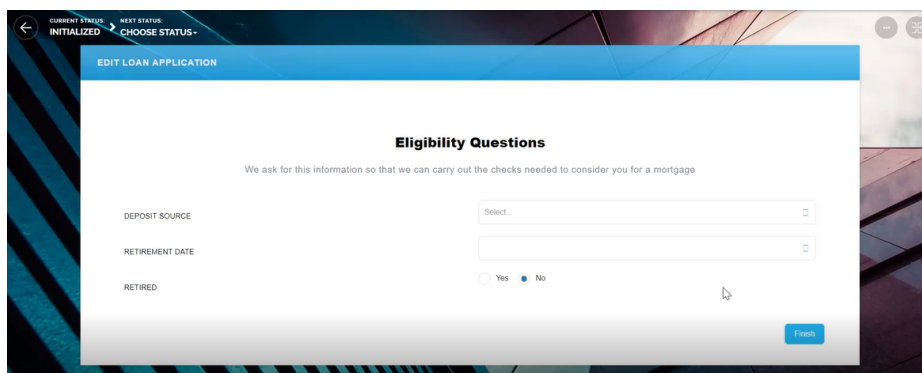 CURRENT STATUS:
INITIALIZED
NEXT STATUS:
CHOOSE STATUS
EDIT LOAN APPLICATION
Eligibility Questions
We ask for this information so that we can carry out the checks needed to consider you for a mortgage
DEPOSIT SOURCE
Select...
RETIREMENT DATE
RETIRED
Yes
No
Finish